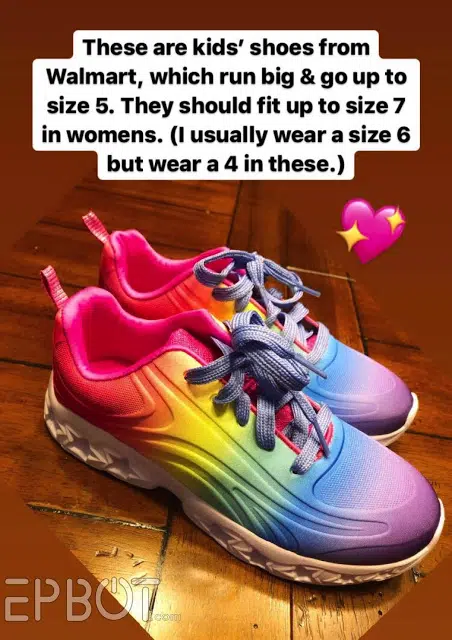 These are kids’ shoes from
Walmart, which run big & go up to
size 5. They should fit up to size 7
in womens. (I usually wear a size 6
but wear a 4 in these.)
EPBOT.com